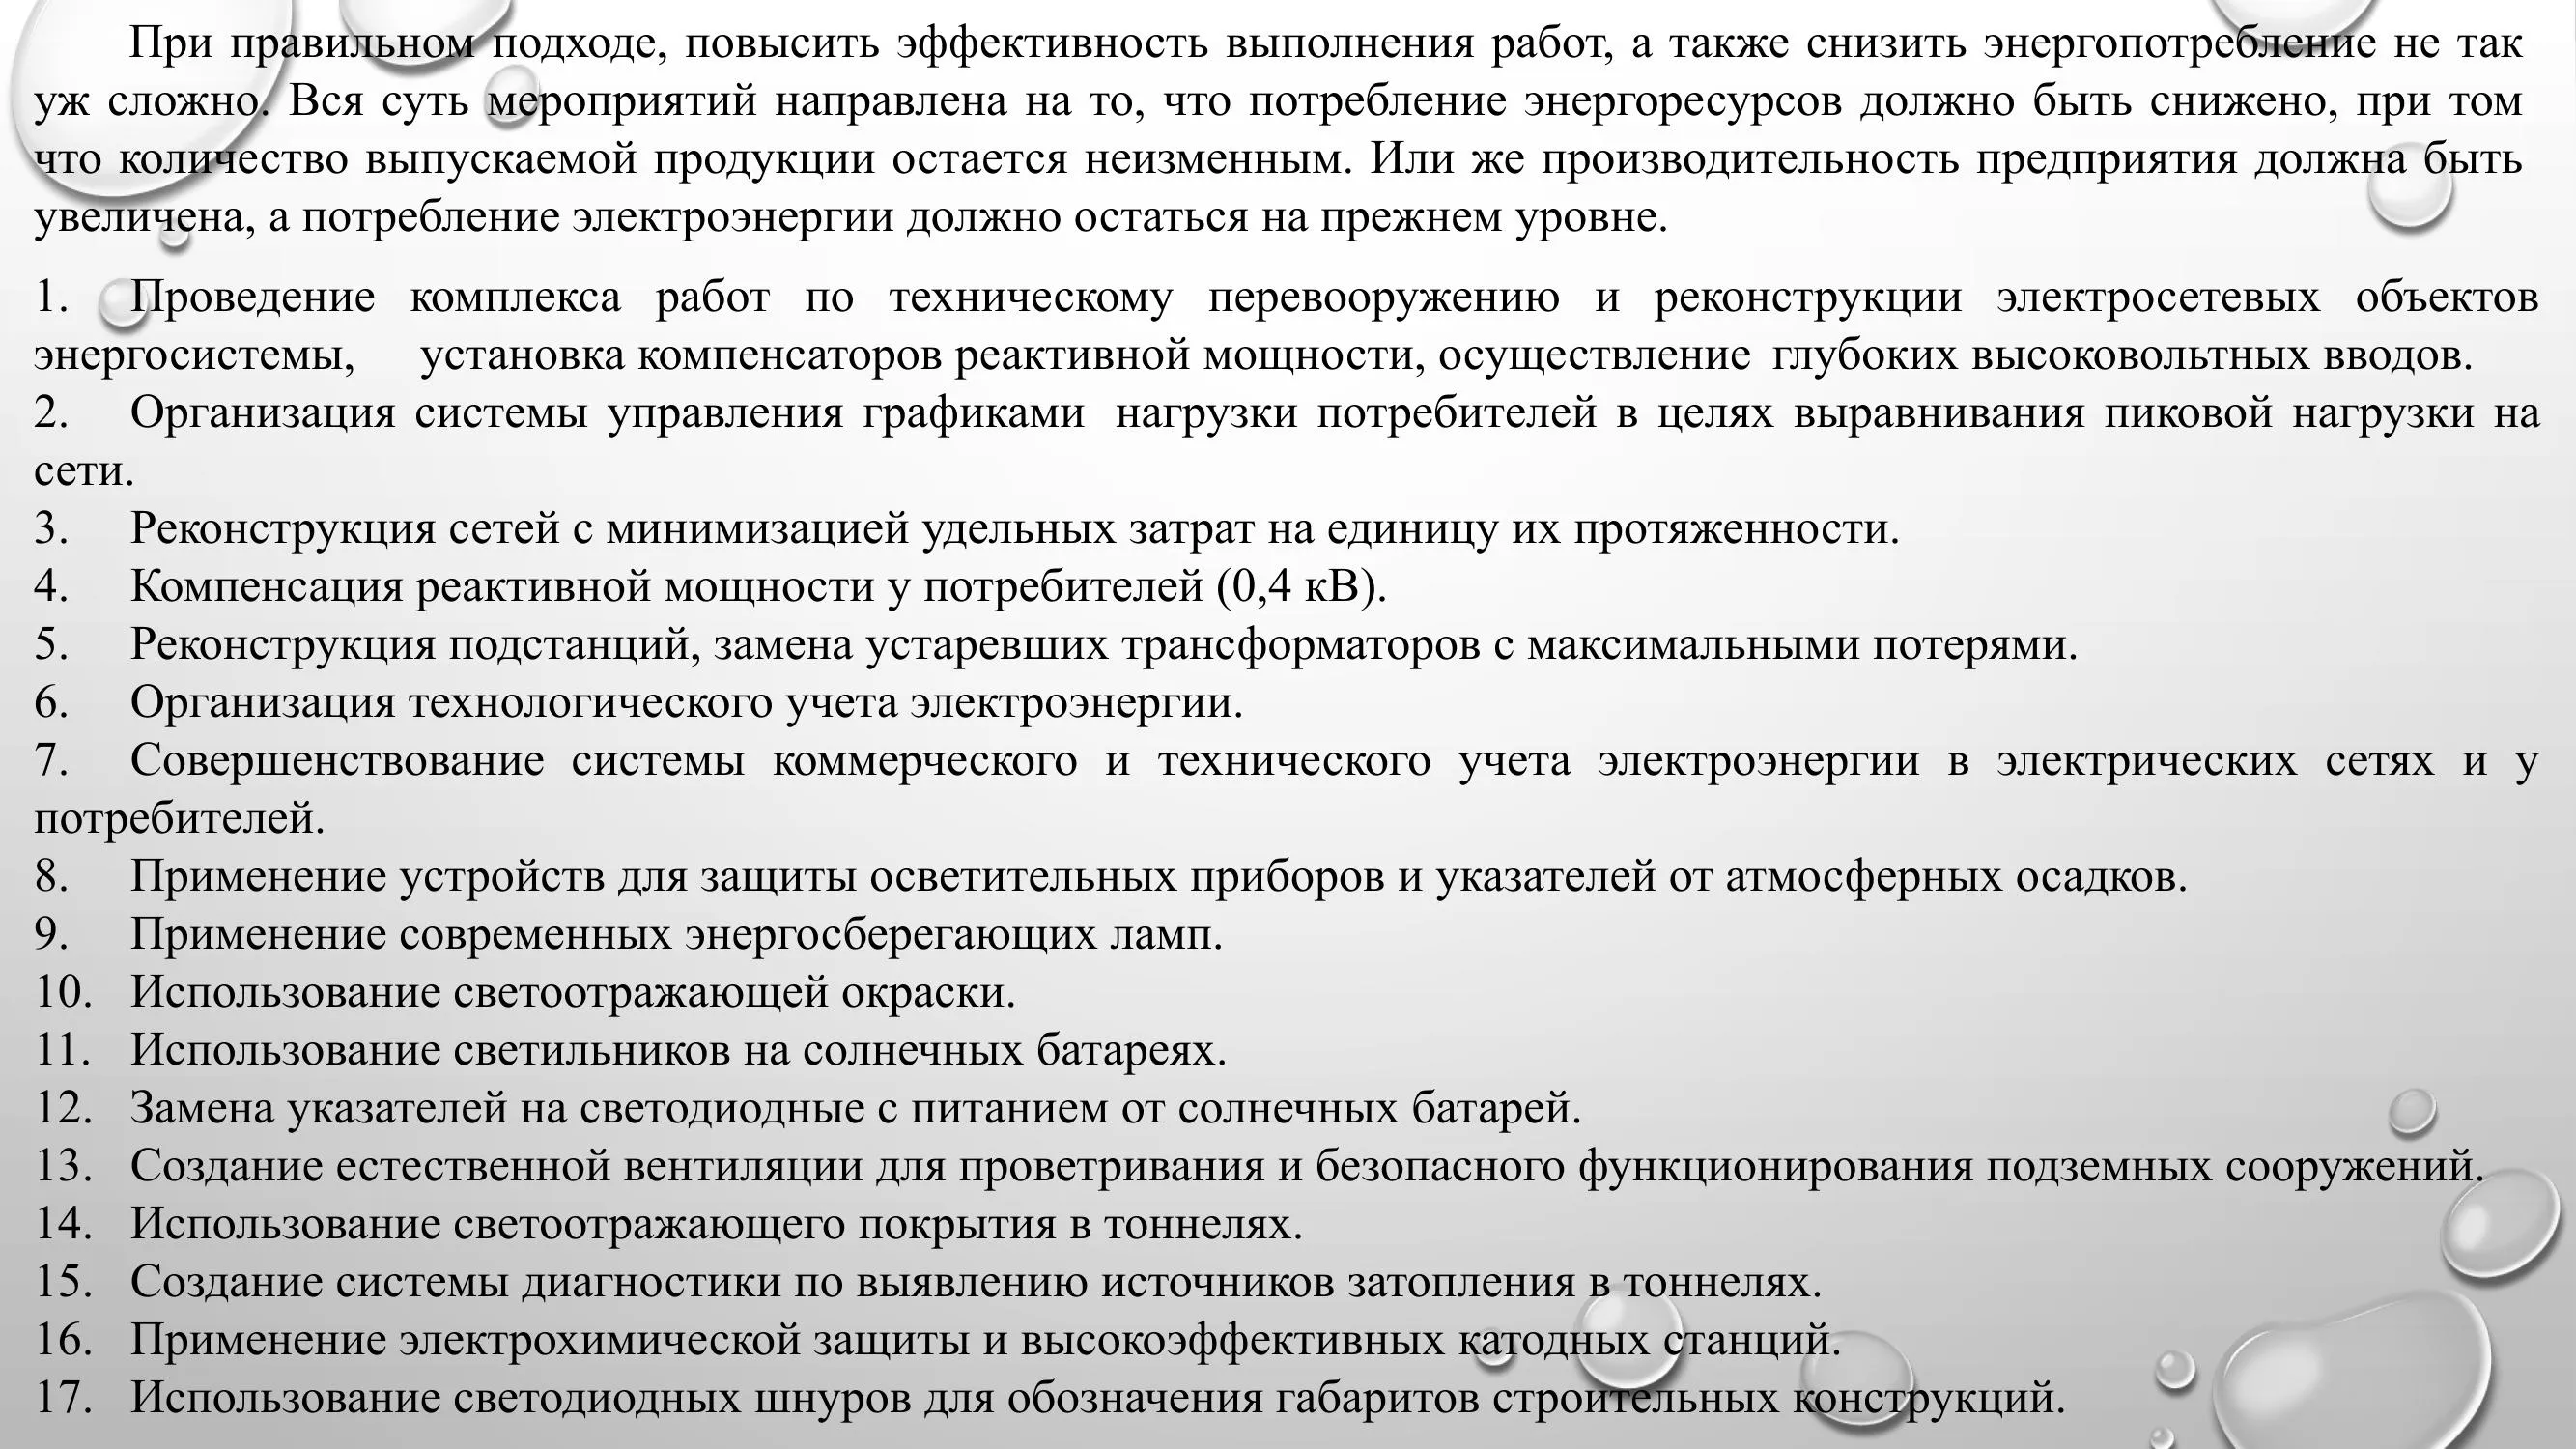 При правильном подходе, повысить эффективность выполнения работ, а также снизить энергопотребление не так
уж сложно. Вся суть мероприятий направлена на то, что потребление энергоресурсов должно быть снижено, при том
что количество выпускаемой продукции остается неизменным. Или же производительность предприятия должна быть
увеличена, а потребление электроэнергии должно остаться на прежнем уровне.
1. Проведение комплекса работ по техническому перевооружению и реконструкции электросетевых объектов
энергосистемы, установка компенсаторов реактивной мощности, осуществление глубоких высоковольтных вводов.
2. Организация системы управления графиками нагрузки потребителей в целях выравнивания пиковой нагрузки на
сети.
3. Реконструкция сетей с минимизацией удельных затрат на единицу их протяженности.
4. Компенсация реактивной мощности у потребителей (0,4 кВ).
5. Реконструкция подстанций, замена устаревших трансформаторов с максимальными потерями.
6. Организация технологического учета электроэнергии.
7. Совершенствование системы коммерческого и технического учета электроэнергии в электрических сетях и у
потребителей.
8. Применение устройств для защиты осветительных приборов и указателей от атмосферных осадков.
9. Применение современных энергосберегающих ламп.
10. Использование светоотражающей окраски.
11. Использование светильников на солнечных батареях.
12. Замена указателей на светодиодные с питанием от солнечных батарей.
13. Создание естественной вентиляции для проветривания и безопасного функционирования подземных сооружений.
14. Использование светоотражающего покрытия в тоннелях.
15. Создание системы диагностики по выявлению источников затопления в тоннелях.
16. Применение электрохимической защиты и высокоэффективных катодных станций.
17. Использование светодиодных шнуров для обозначения габаритов строительных конструкций.